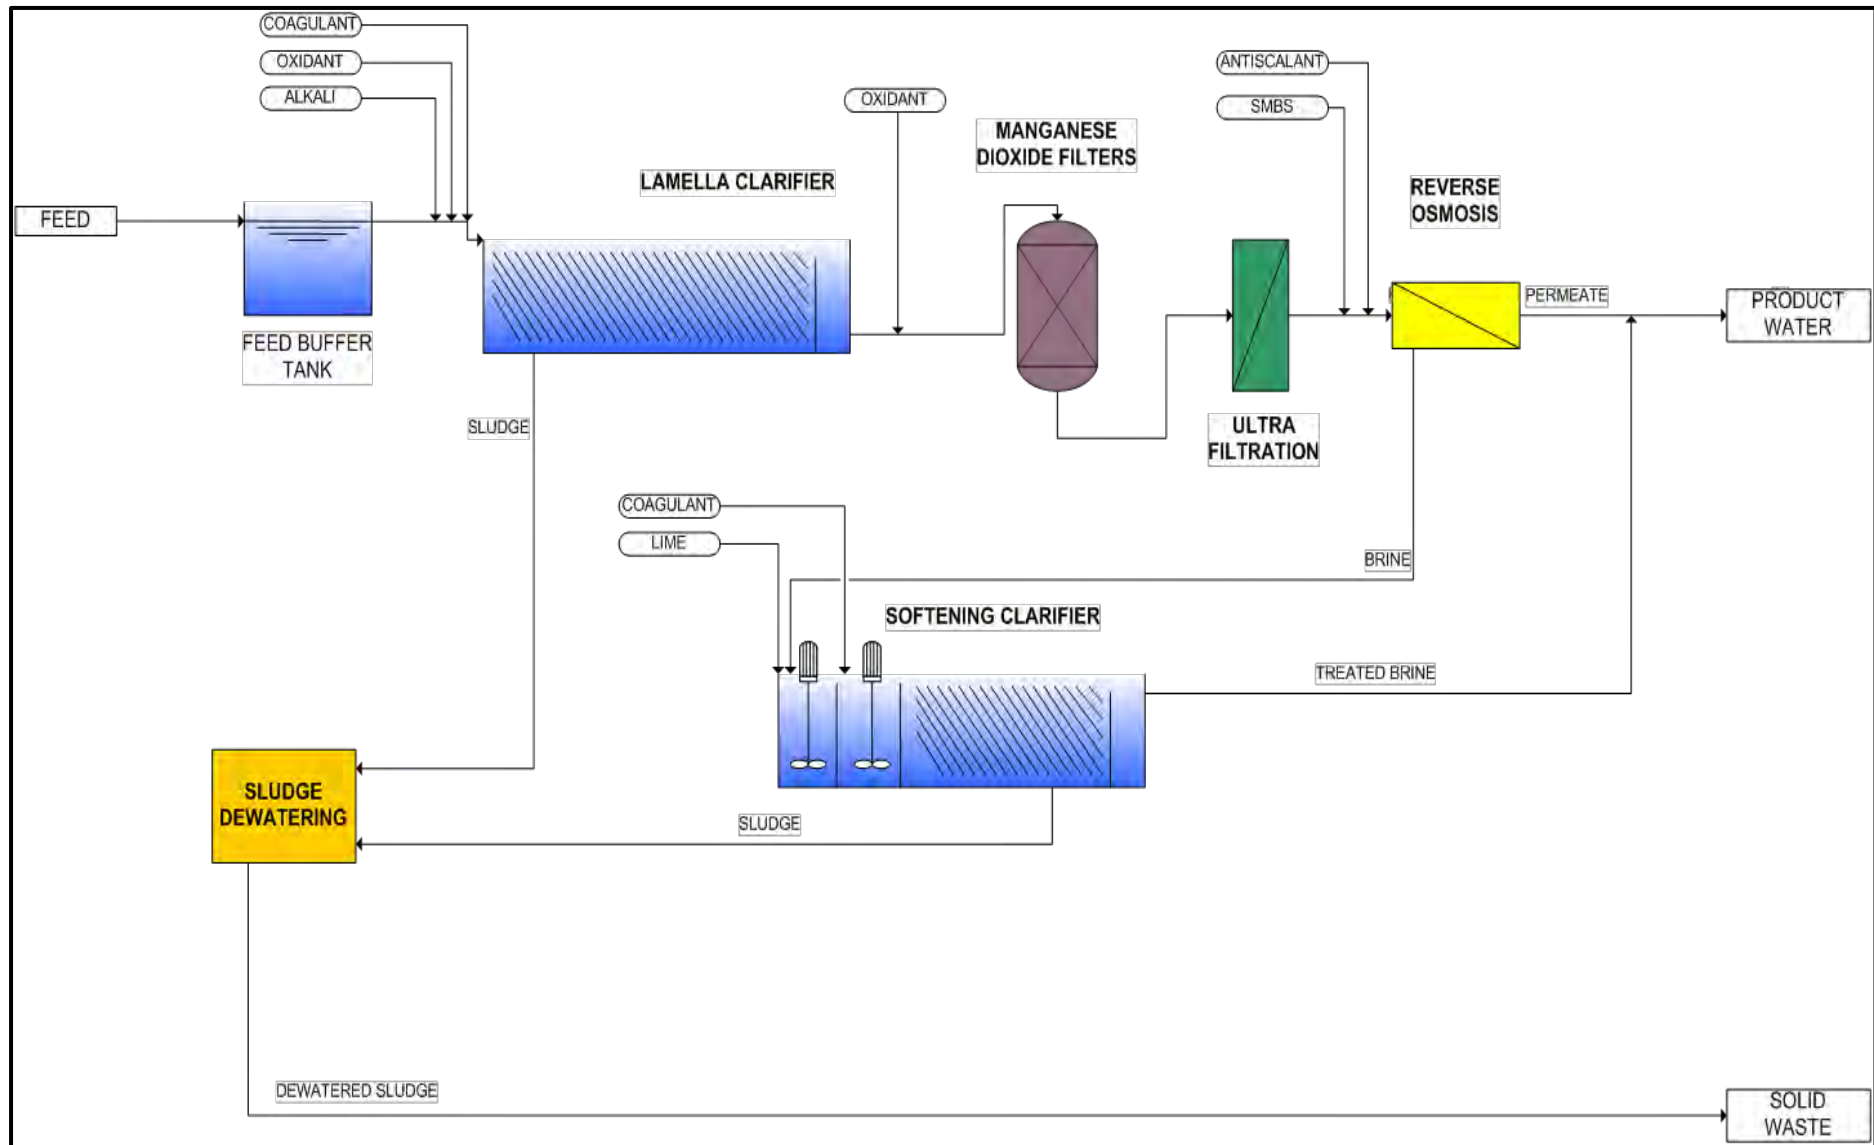 COAGULANT
OXIDANT
ALKALI
FEED
FEED BUFFER
TANK
LAMELLA CLARIFIER
OXIDANT
MANGANESE
DIOXIDE FILTERS
ANTISCALANT
SMBS
REVERSE
OSMOSIS
PERMEATE
PRODUCT
WATER
ULTRA
FILTRATION
SLUDGE
COAGULANT
LIME
BRINE
SOFTENING CLARIFIER
TREATED BRINE
SLUDGE
DEWATERING
SLUDGE
DEWATERED SLUDGE
SOLID
WASTE